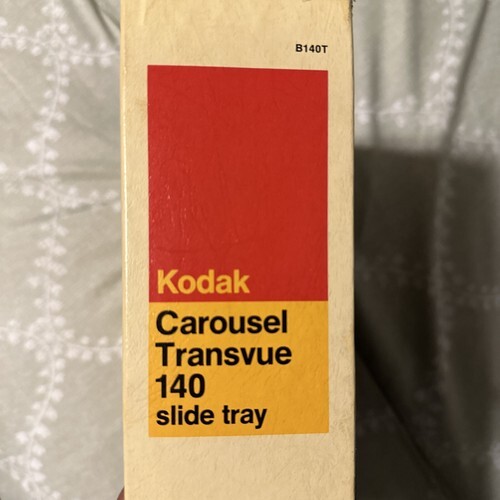 B140T
Kodak
Carousel
Transvue
140
slide tray